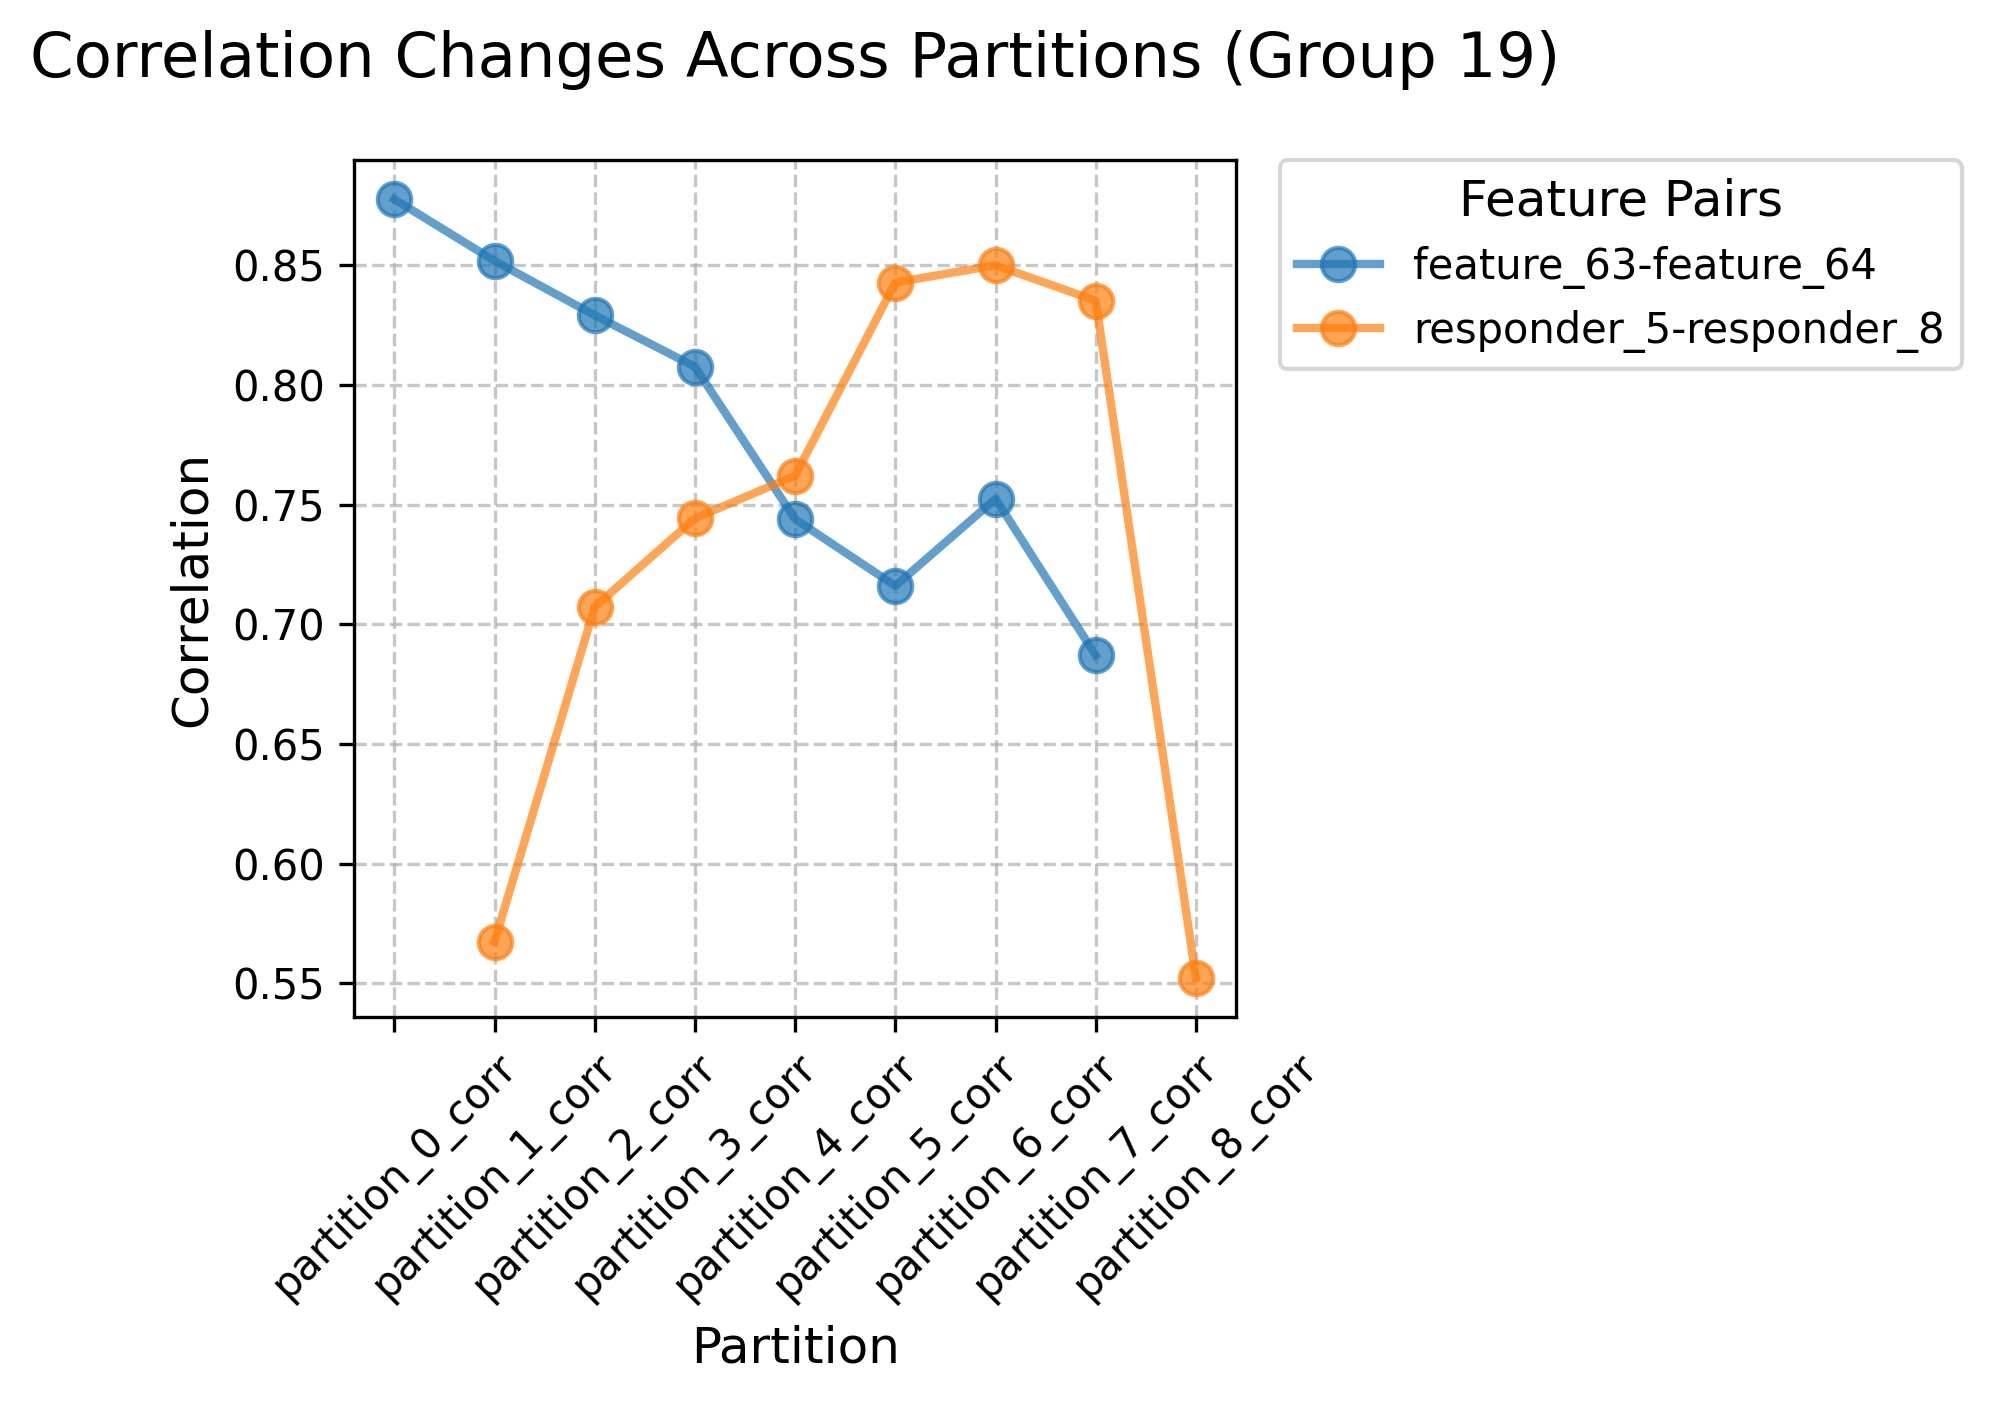 Correlation Changes Across Partitions (Group 19)
Feature Pairs
feature_63-feature_64
responder_5-responder_8
Correlation
0.85
0.80
0.75
0.70
0.65
0.60
0.55
partition_0_corr
partition_1_corr
partition_2_corr
partition_3_corr
partition_4_corr
partition_5_corr
partition_6_corr
partition_7_corr
partition_8_corr
Partition